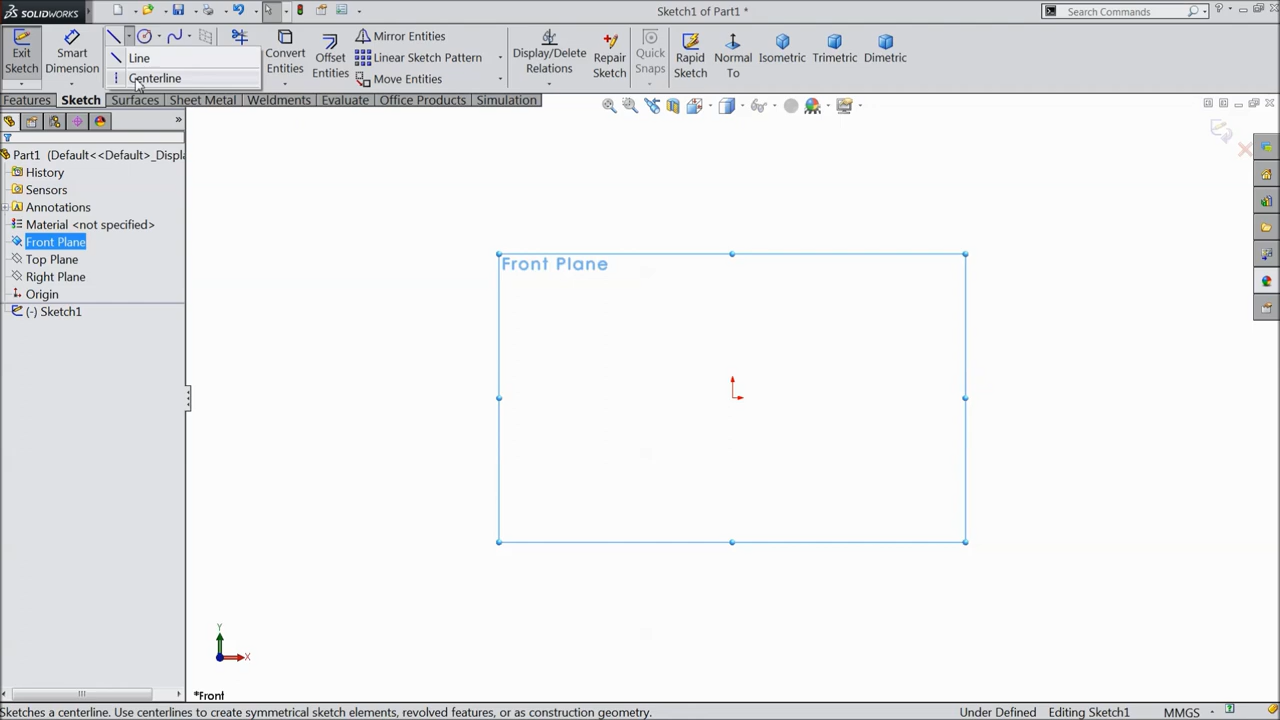 SOLIDWORKS
Sketch1 of Part1 *
Search Commands
Exit Sketch
Smart Dimension
Line
Centerline
Convert Entities
Offset Entities
Mirror Entities
Linear Sketch Pattern
Move Entities
Display/Delete Relations
Repair Sketch
Quick Snaps
Rapid Sketch
Normal To
Isometric
Trimetric
Dimetric
Features
Sketch
Surfaces
Sheet Metal
Weldments
Evaluate
Office Products
Simulation
Part1 (Default<<Default>_Displa
History
Sensors
Annotations
Material <not specified>
Front Plane
Top Plane
Right Plane
Origin
(-) Sketch1
Front Plane
Y
X
*Front
Sketches a centerline. Use centerlines to create symmetrical sketch elements, revolved features, or as construction geometry.
Under Defined
Editing Sketch1
MMGS